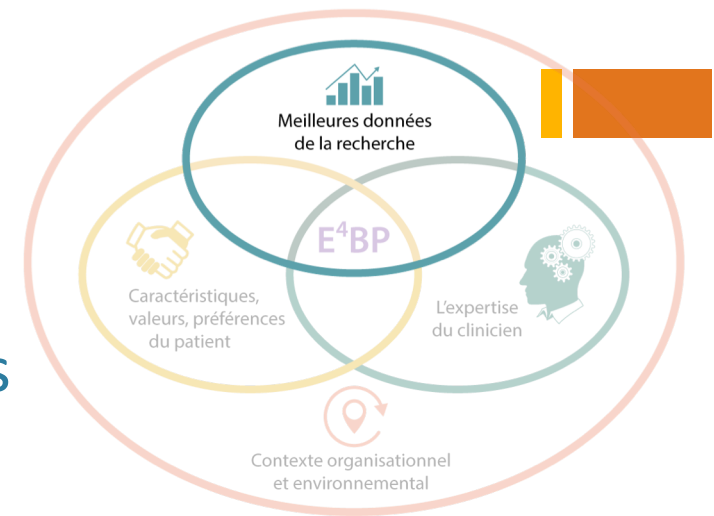 Meilleures données
de la recherche
E⁴BP
Caractéristiques,
valeurs, préférences
du patient
L'expertise
du clinicien
s
Contexte organisationnel
et environnemental